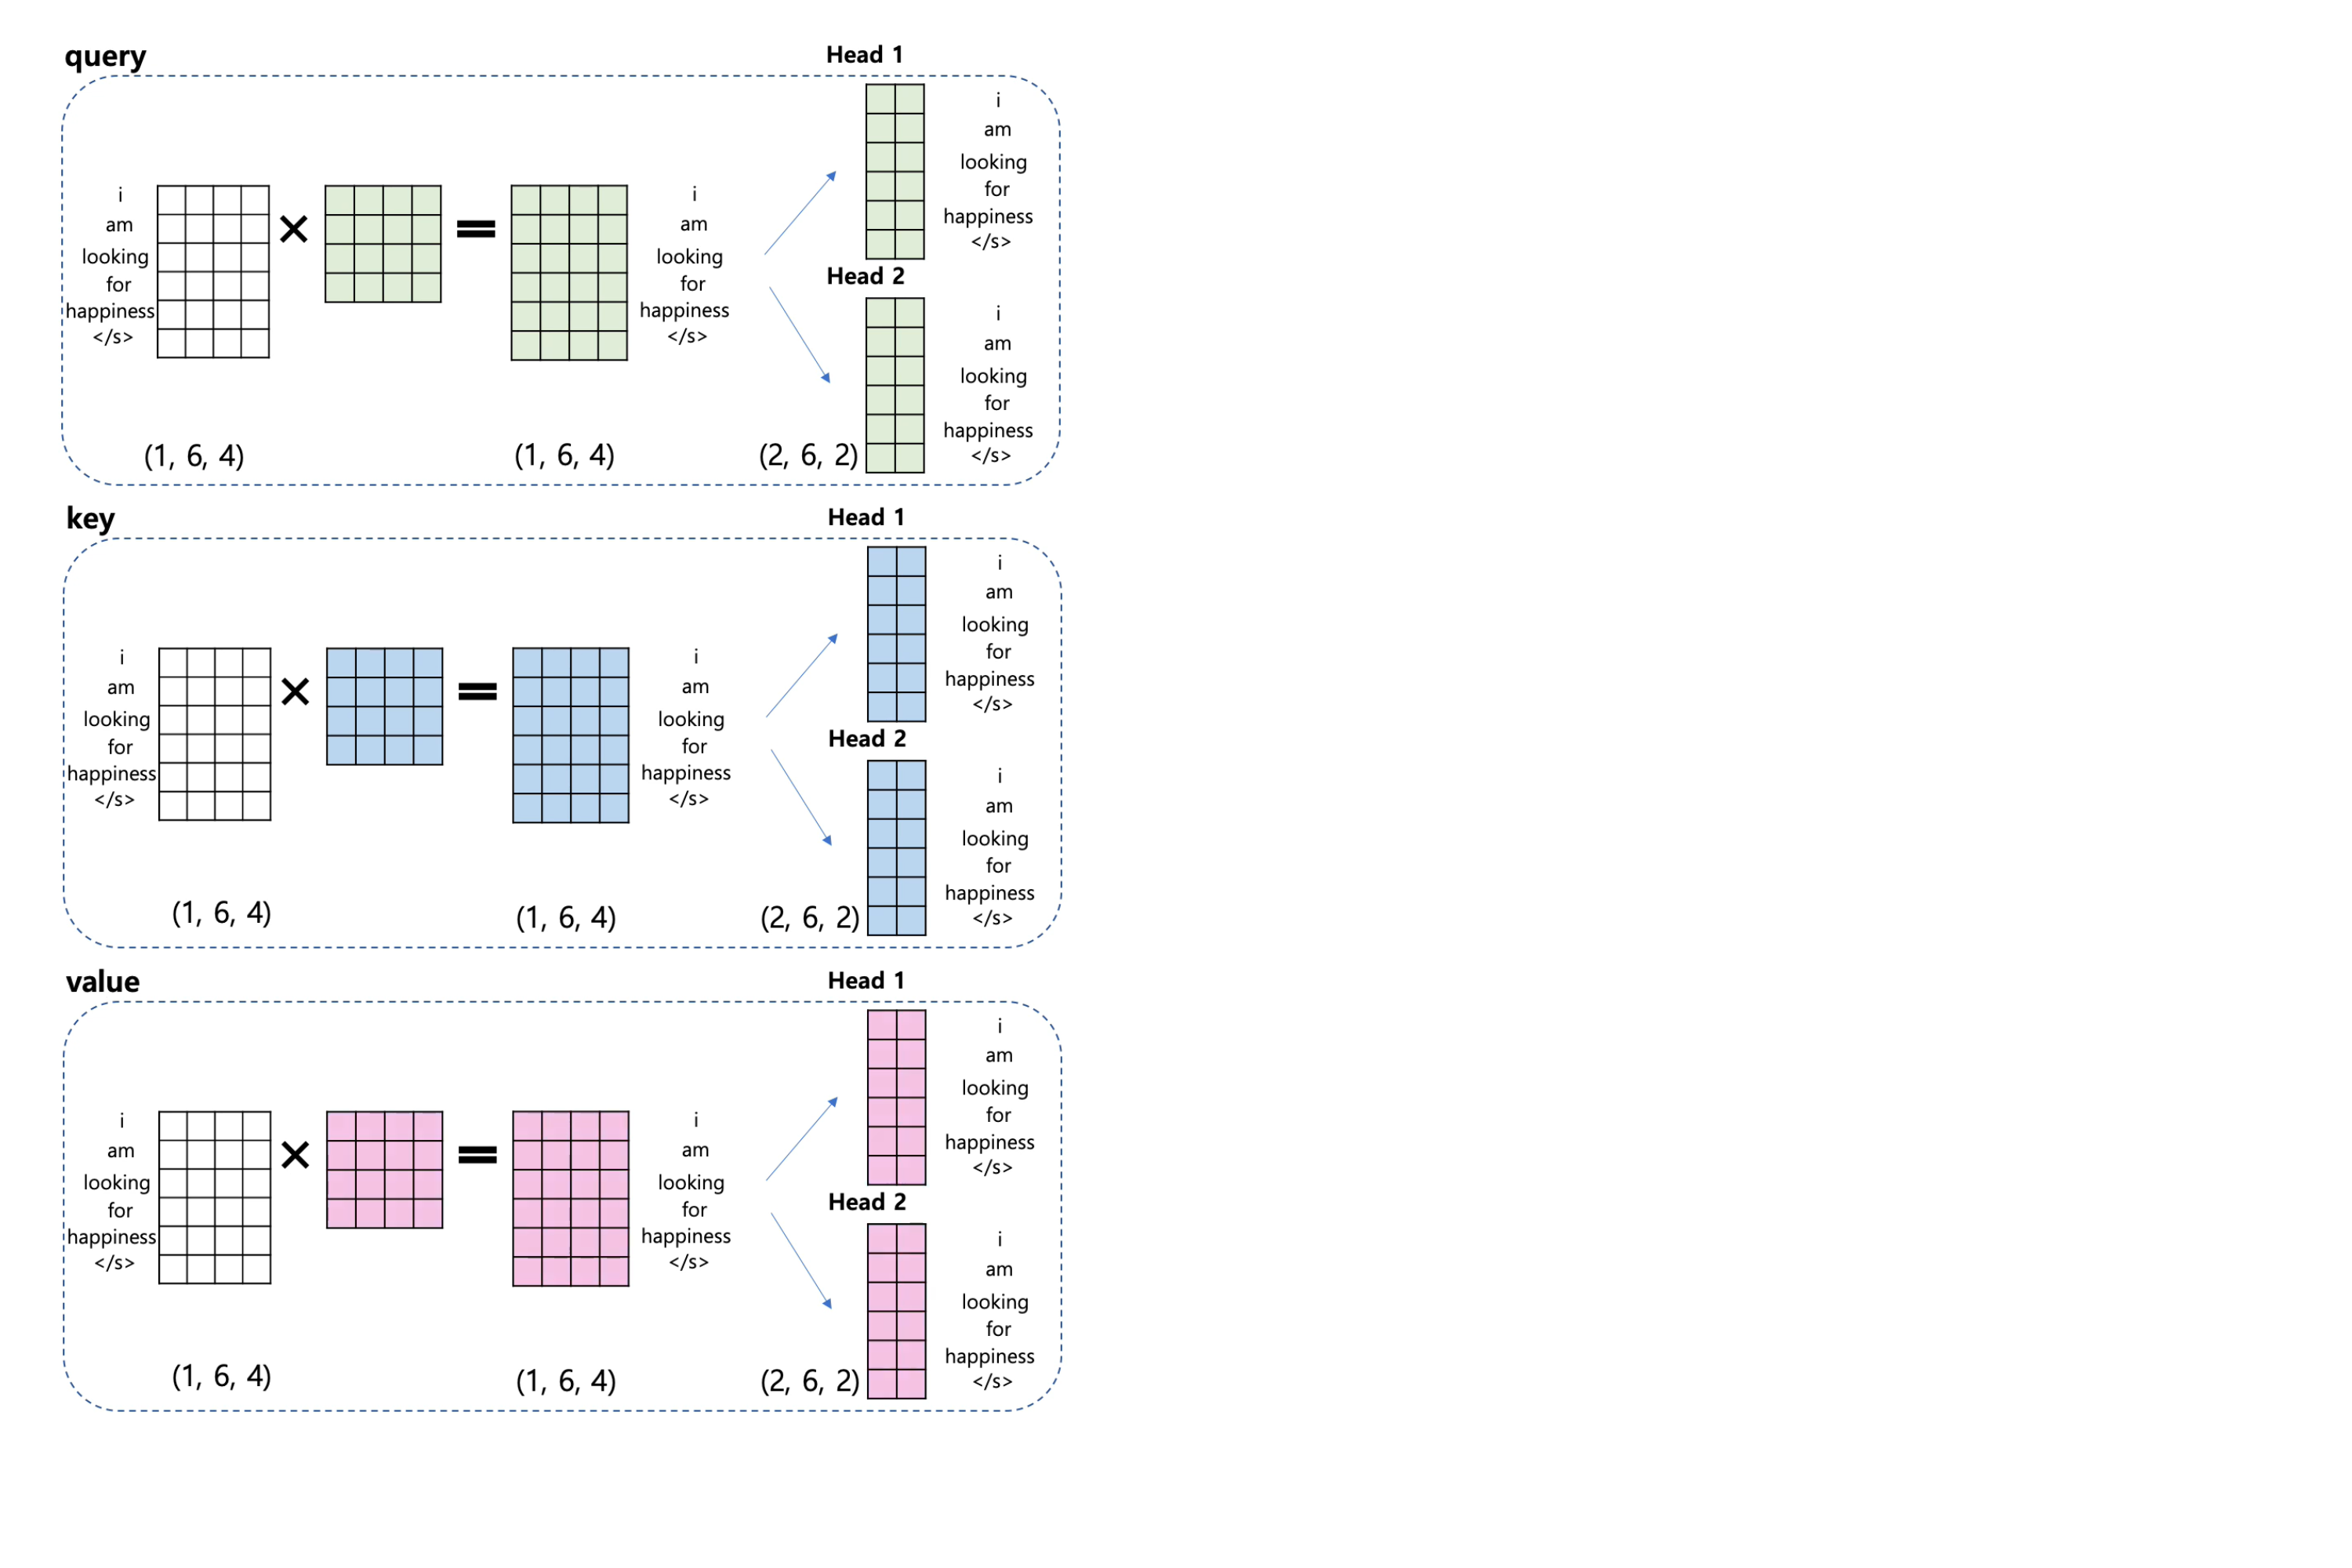 query
Head 1
i
am
looking
for
happiness
</s>
i
am
looking
for
happiness
</s>
i
am
looking
for
happiness
</s>
Head 2
i
am
looking
for
happiness
</s>
(1, 6, 4)
(1, 6, 4)
(2, 6, 2)
key
Head 1
i
am
looking
for
happiness
</s>
i
am
looking
for
happiness
</s>
i
am
looking
for
happiness
</s>
Head 2
i
am
looking
for
happiness
</s>
(1, 6, 4)
(1, 6, 4)
(2, 6, 2)
value
Head 1
i
am
looking
for
happiness
</s>
i
am
looking
for
happiness
</s>
i
am
looking
for
happiness
</s>
Head 2
i
am
looking
for
happiness
</s>
(1, 6, 4)
(1, 6, 4)
(2, 6, 2)